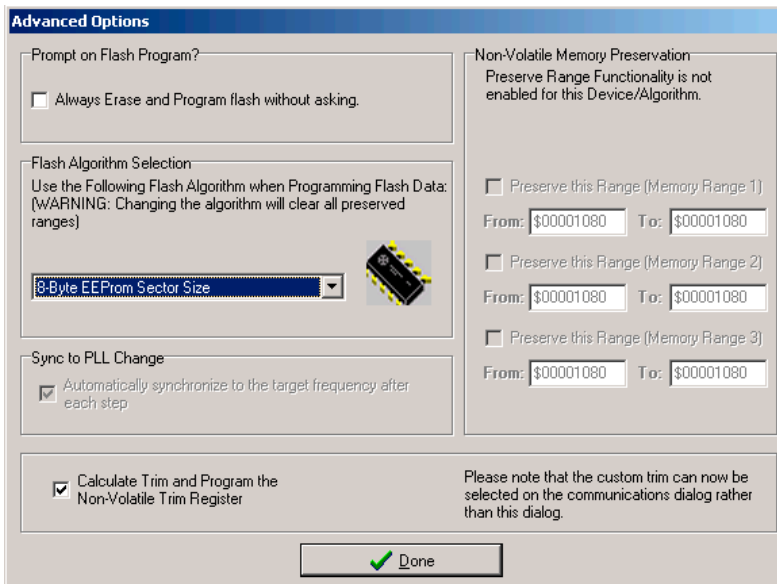 Advanced Options
Prompt on Flash Program?
Always Erase and Program flash without asking.
Flash Algorithm Selection
Use the Following Flash Algorithm when Programming Flash Data:
(WARNING: Changing the algorithm will clear all preserved
ranges)
8-Byte EEProm Sector Size
Sync to PLL Change
Automatically synchronize to the target frequency after
each step
Non-Volatile Memory Preservation
Preserve Range Functionality is not
enabled for this Device/Algorithm.
Preserve this Range (Memory Range 1)
From: $00001080 To: $00001080
Preserve this Range (Memory Range 2)
From: $00001080 To: $00001080
Preserve this Range (Memory Range 3)
From: $00001080 To: $00001080
Calculate Trim and Program the
Non-Volatile Trim Register
Please note that the custom trim can now be
selected on the communications dialog rather
than this dialog.
Done